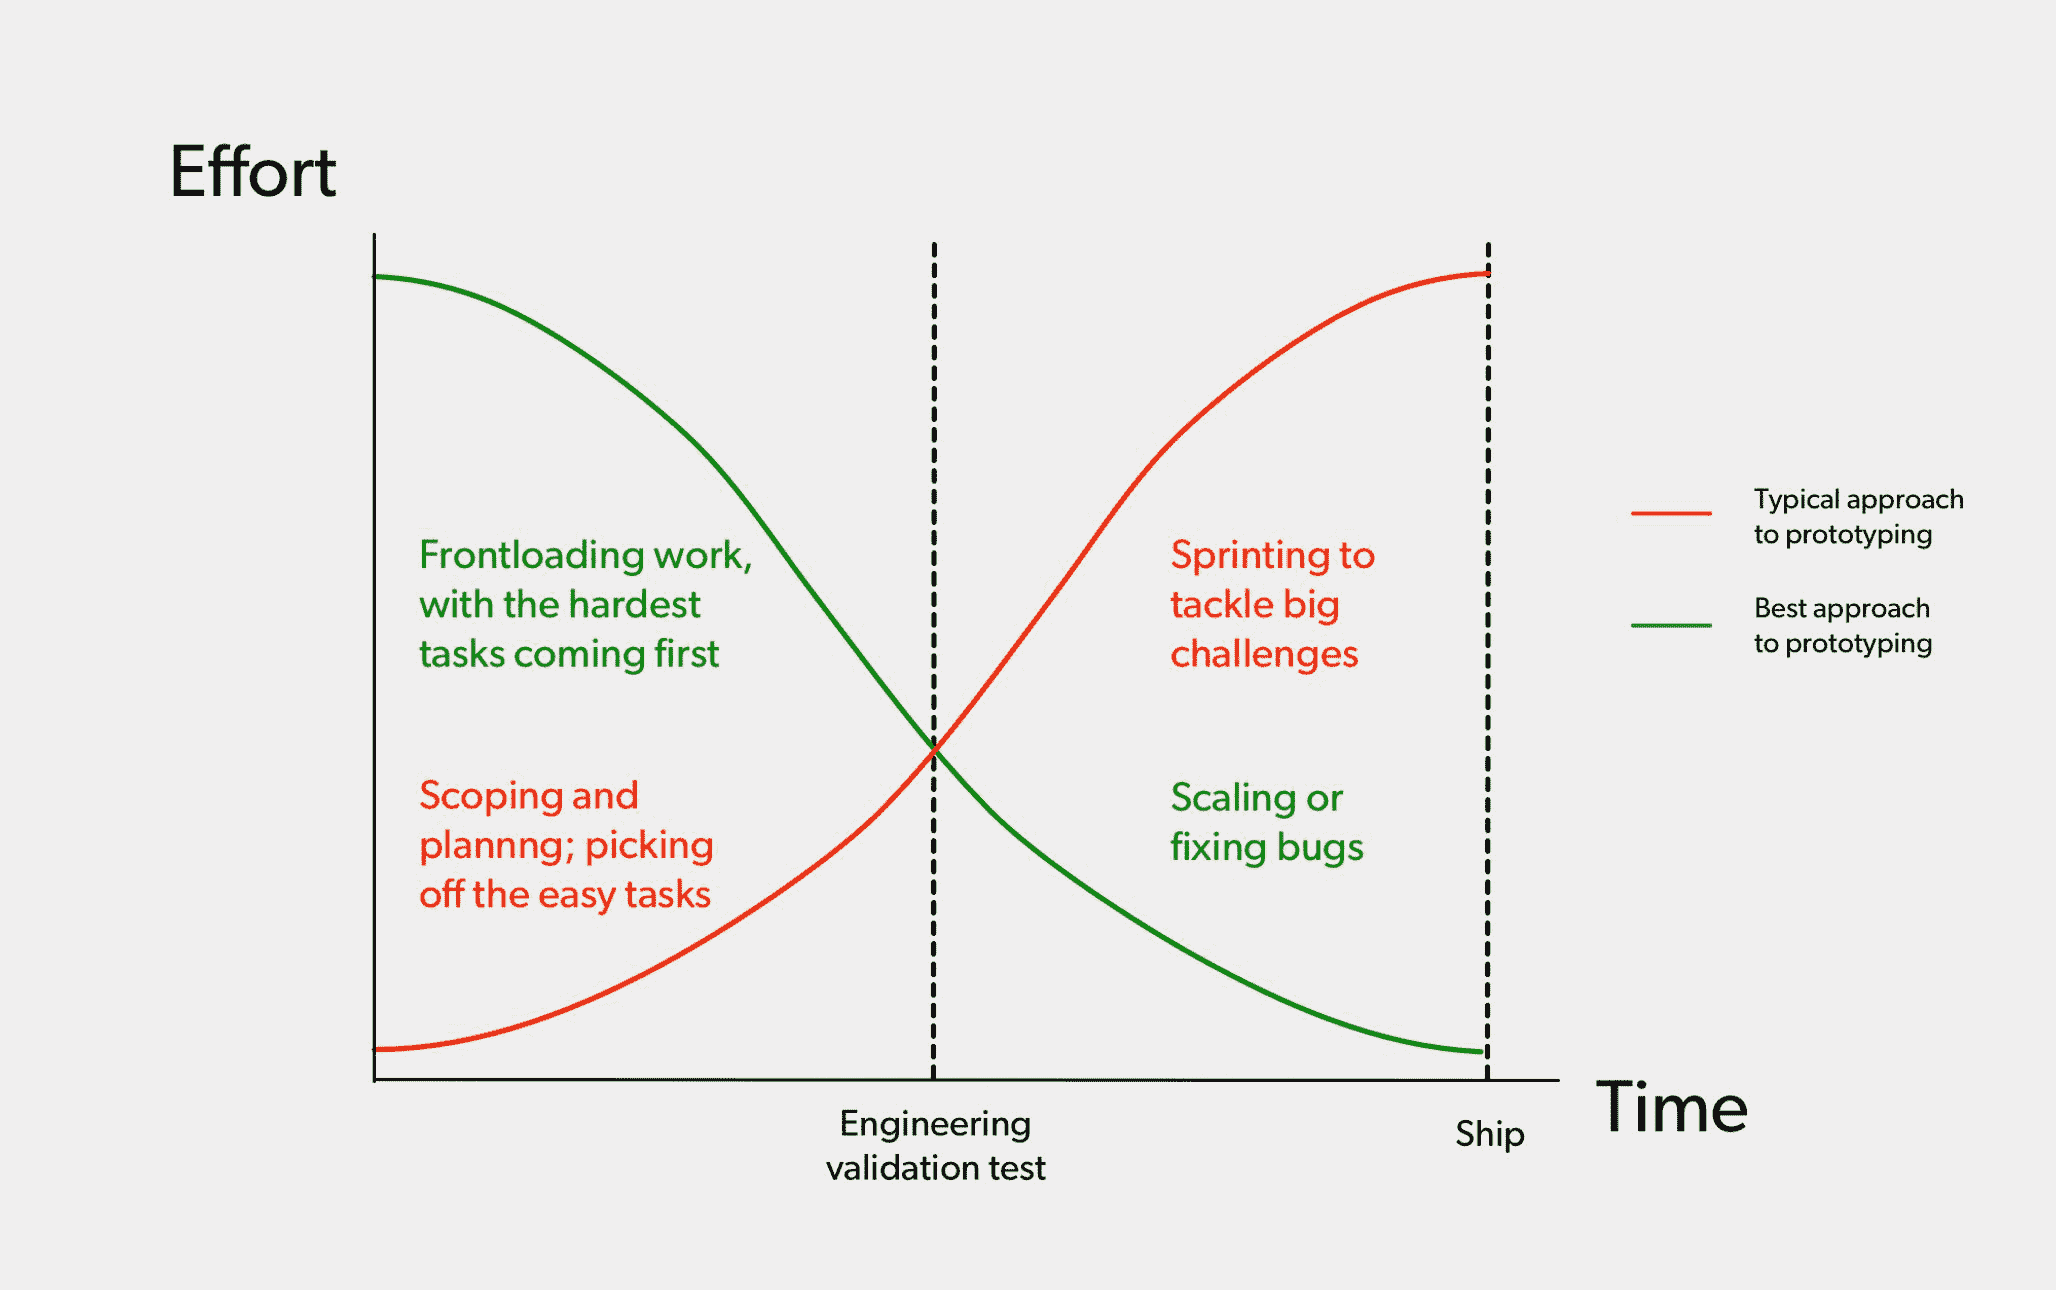 Effort
Frontloading work,
with the hardest
tasks coming first
Scoping and
plannng; picking
off the easy tasks
Sprinting to
tackle big
challenges
Scaling or
fixing bugs
Typical approach
to prototyping
Best approach
to prototyping
Engineering
validation test
Ship
Time